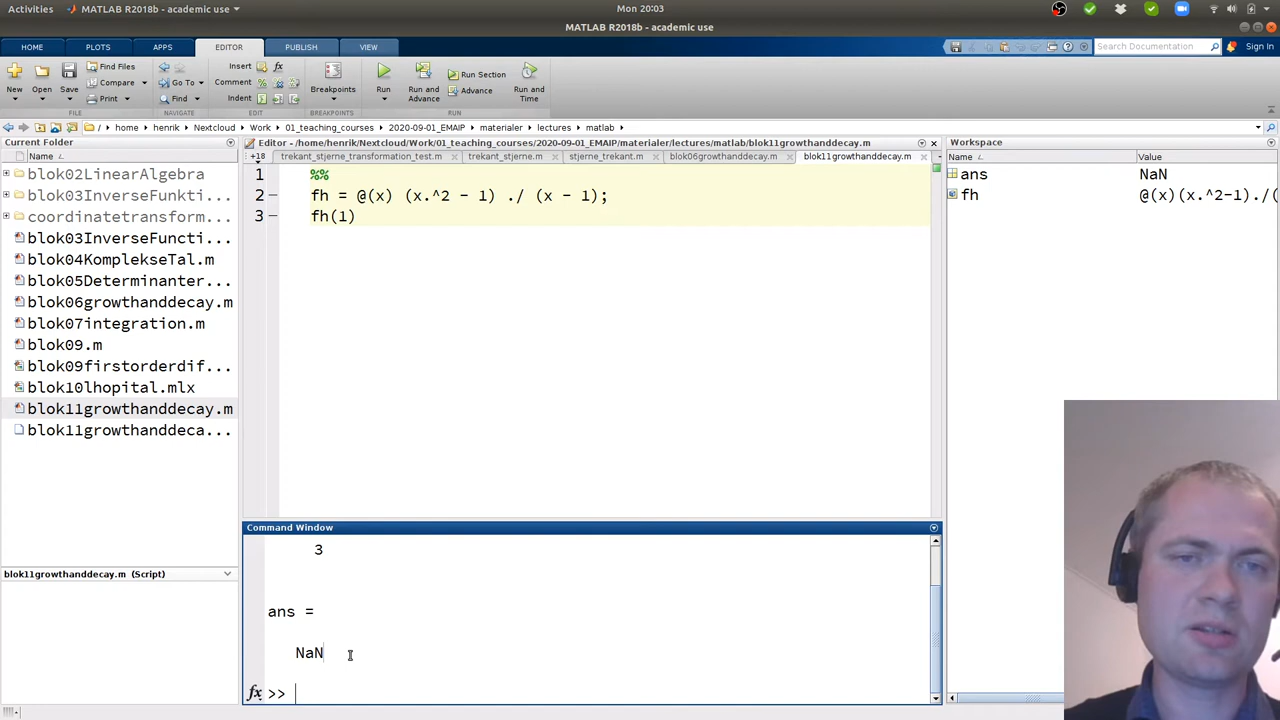 Activities
MATLAB R2018b - academic use
Mon 20:03
MATLAB R2018b - academic use
HOME PLOTS APPS EDITOR PUBLISH VIEW
Search Documentation
Sign In
New Open Save
Find Files
Compare
Print
Go To
Find
Insert
Comment
Indent
Breakpoints
Run
Run and Advance
Run Section
Advance
Run and Time
FILE NAVIGATE EDIT BREAKPOINTS RUN
/ home henrik Nextcloud Work 01_teaching_courses 2020-09-01_EMAIP materialer lectures matlab
Current Folder
Name
blok02LinearAlgebra
blok03InverseFunkti...
coordinatetransform...
blok03InverseFuncti...
blok04KomplekseTal.m
blok05Determinanter...
blok06growthanddecay.m
blok07integration.m
blok09.m
blok09firstorderdif...
blok10lhopital.mlx
blok11growthanddecay.m
blok11growthanddeca...
blok11growthanddecay.m (Script)
Editor - /home/henrik/Nextcloud/Work/01_teaching_courses/2020-09-01_EMAIP/materialer/lectures/matlab/blok11growthanddecay.m
+18 trekant_stjerne_transformation_test.m trekant_stjerne.m stjerne_trekant.m blok06growthanddecay.m blok11growthanddecay.m
1 %%
2 fh = @(x) (x.^2 - 1) ./ (x - 1);
3 fh(1)
Command Window
3
ans =
NaN
fx >>
Workspace
Name Value
ans NaN
fh @(x)(x.^2-1)./(